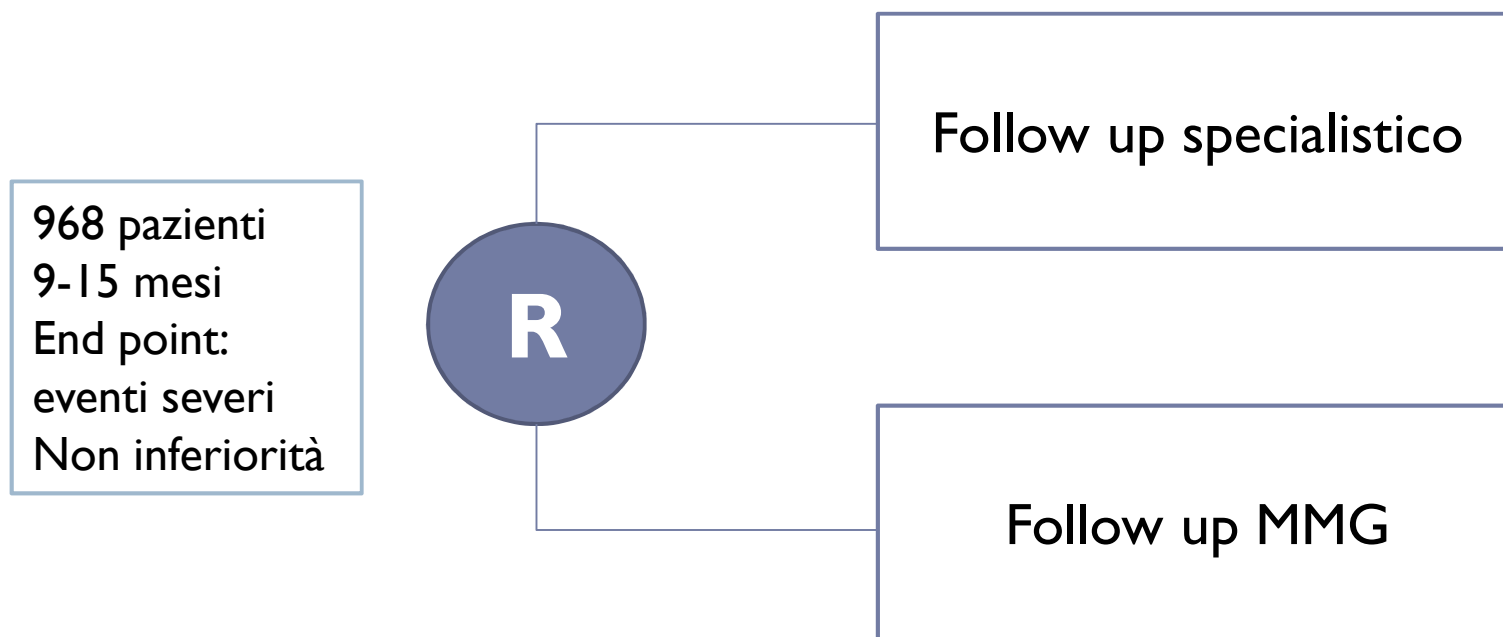 968 pazienti
9-15 mesi
End point:
eventi severi
Non inferiorità
R
Follow up specialistico
Follow up MMG